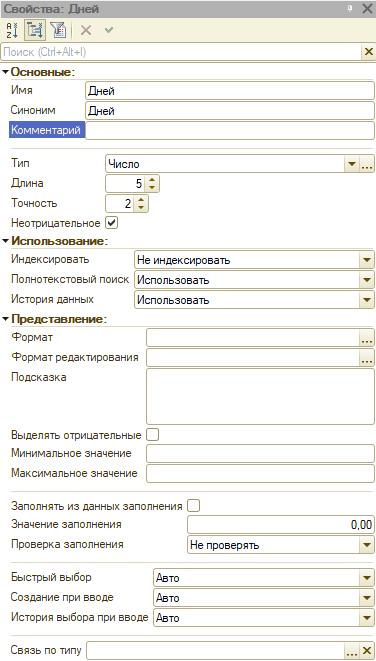 Свойства: Дней
Поиск (Ctrl+Alt+I)
Основные:
Имя Дней
Синоним Дней
Комментарий
Тип Число
Длина 5
Точность 2
Неотрицательное
Использование:
Индексировать Не индексировать
Полнотекстовый поиск Использовать
История данных Использовать
Представление:
Формат
Формат редактирования
Подсказка
Выделять отрицательные
Минимальное значение
Максимальное значение
Заполнять из данных заполнения
Значение заполнения 0,00
Проверка заполнения Не проверять
Быстрый выбор Авто
Создание при вводе Авто
История выбора при вводе Авто
Связь по типу